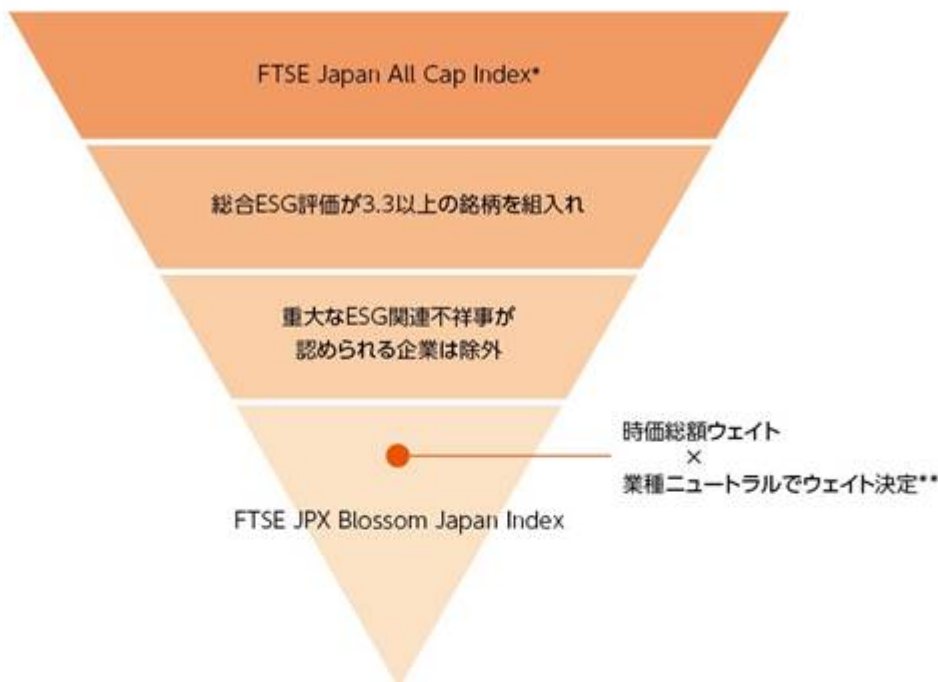 FTSE Japan All Cap Index*
総合ESG評価が3.3以上の銘柄を組入れ
重大なESG関連不祥事が
認められる企業は除外
時価総額ウェイト
×
業種ニュートラルでウェイト決定**
FTSE JPX Blossom Japan Index